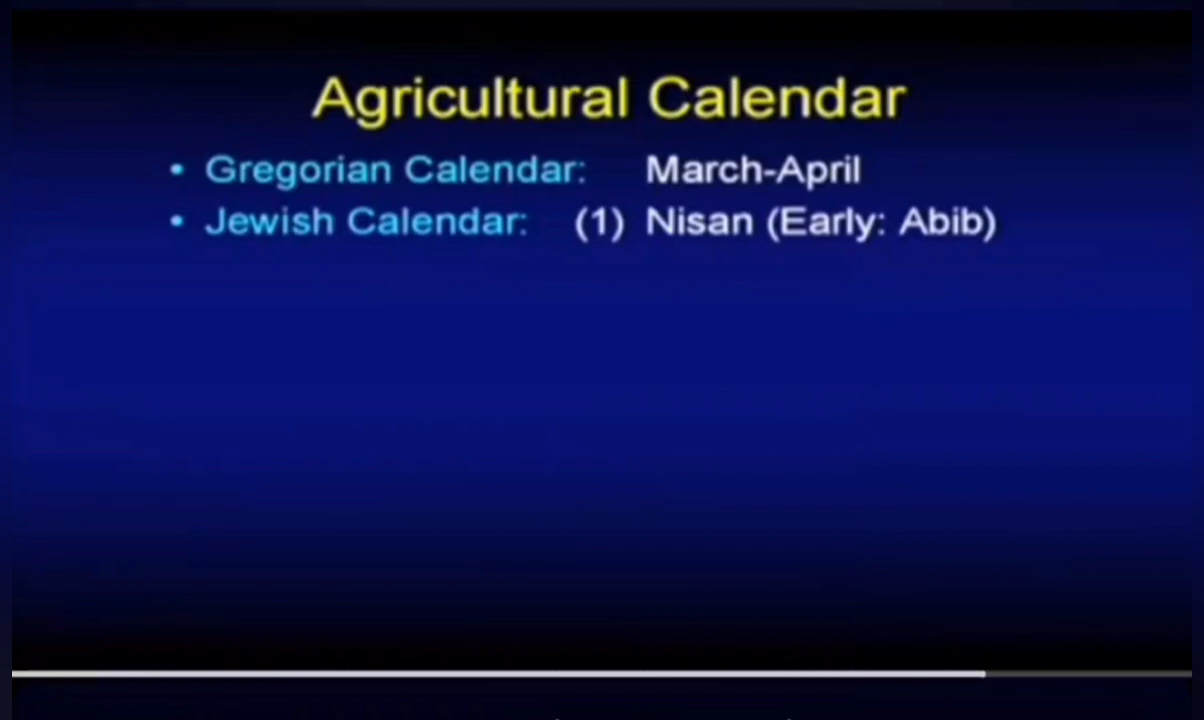 Agricultural Calendar
• Gregorian Calendar: March-April
• Jewish Calendar: (1) Nisan (Early: Abib)